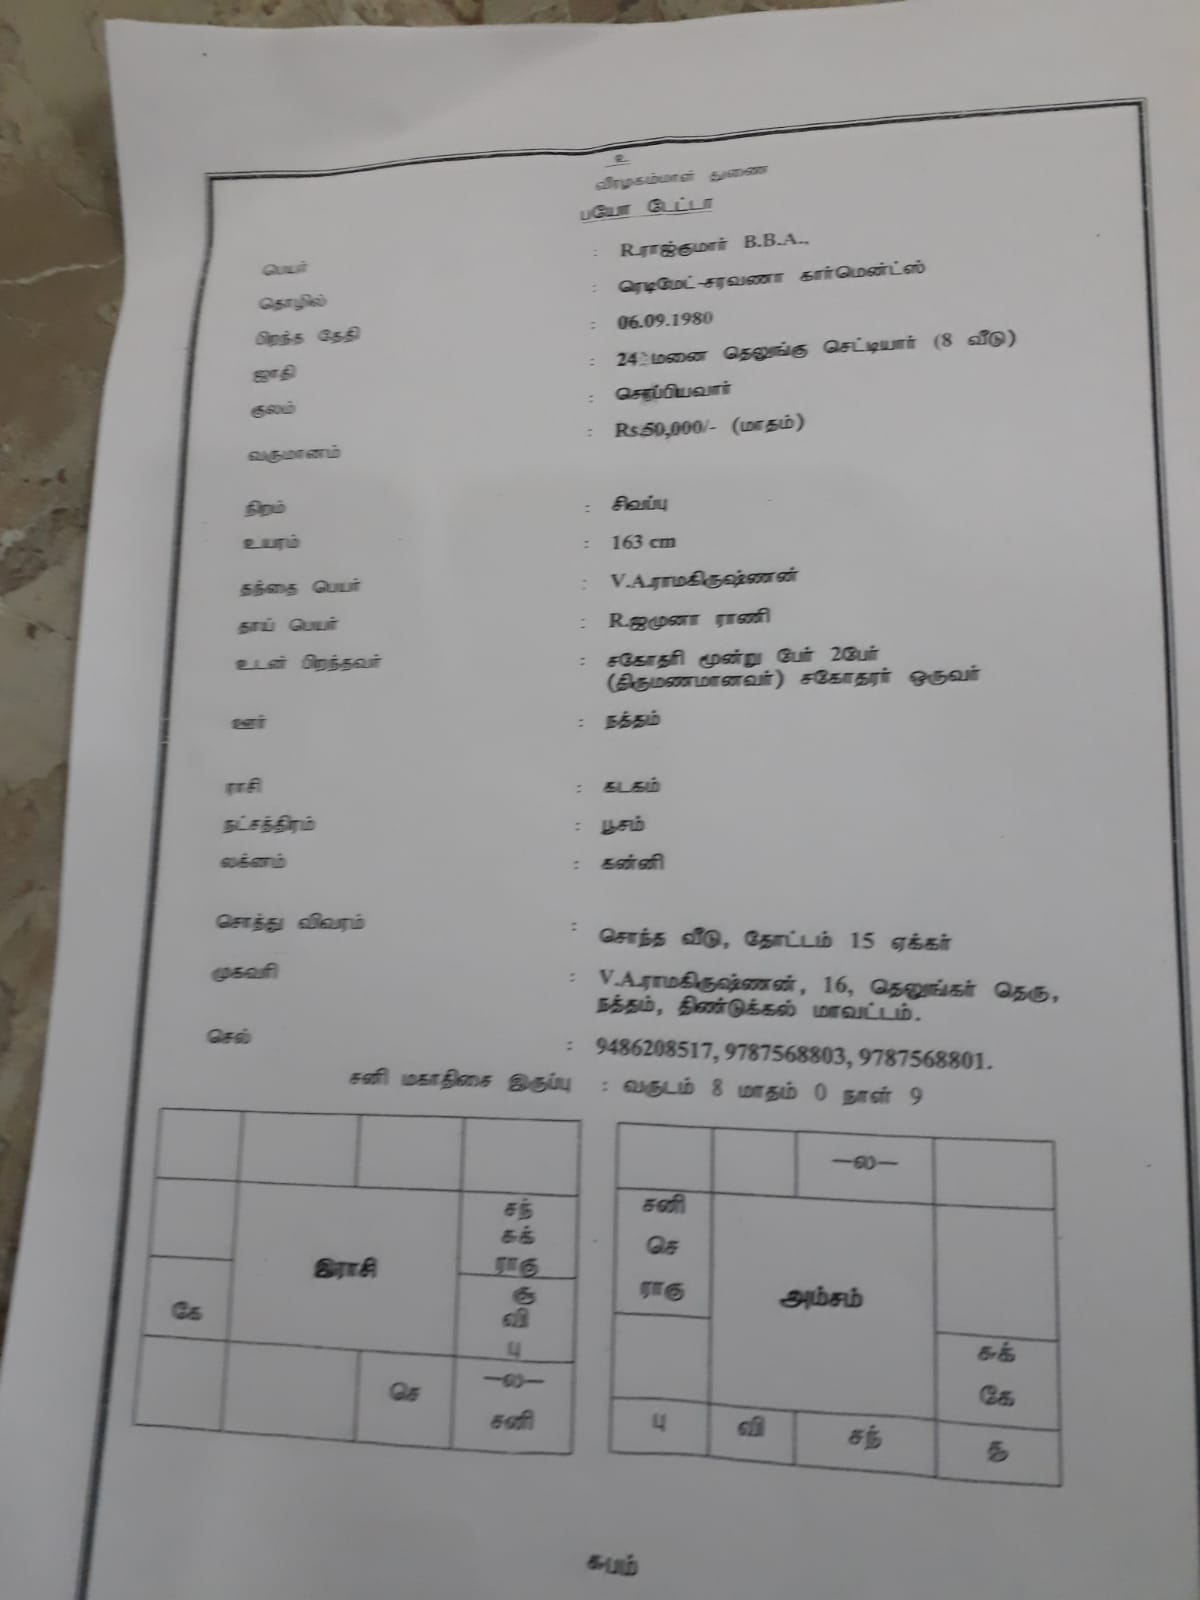 உ
வீரமுகம்மாள் துணை
பயோ டேட்டா
பெயர் : R.ராஜ்குமார் B.B.A.,
தொழில் : ரெடிமேட்-சரவணா கார்மெண்ட்ஸ்
பிறந்த தேதி : 06.09.1980
ஜாதி : 24 மனை தெலுங்கு செட்டியார் (8 வீடு)
குலம் :
வருமானம் : Rs.50,000/- (மாதம்)
நிறம் : சிவப்பு
உயரம் : 163 cm
தந்தை பெயர் : V.A.ராமகிருஷ்ணன்
தாய் பெயர் : R.ஜமுனா ராணி
உடன் பிறந்தவர் : சகோதரி மூன்று பேர் 2பேர்
(திருமணமானவர்) சகோதரர் ஒருவர்
ஊர் : நத்தம்
ராசி : கடகம்
நட்சத்திரம் : பூசம்
லக்னம் : கன்னி
சொத்து விவரம் : சொந்த வீடு, தோட்டம் 15 ஏக்கர்
முகவரி : V.A.ராமகிருஷ்ணன், 16, தெலுங்கர் தெரு,
நத்தம், திண்டுக்கல் மாவட்டம்.
செல் : 9486208517, 9787568803, 9787568801.
சனி மகாதிசை இருப்பு : வருடம் 8 மாதம் 0 நாள் 9
சந்
சுக்
ராகு
இராசி
சூ
வி
பு
கே
செ
—ல—
சனி
—ல—
சனி
செ
ராகு
அம்சம்
சுக்
கே
பு வி சந் சூ
சுபம்